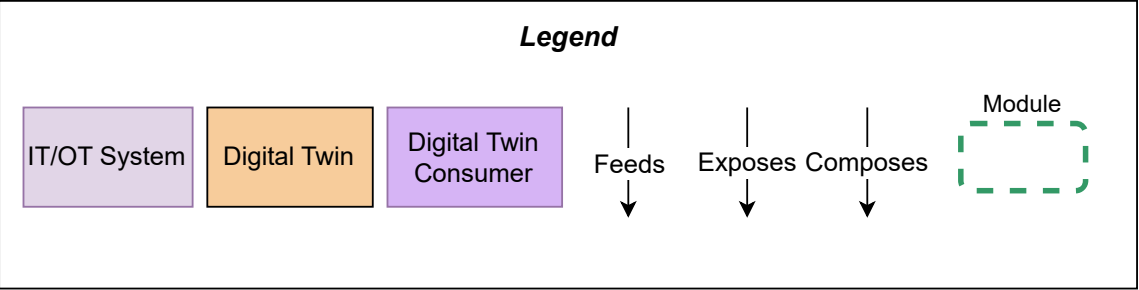 Legend
IT/OT System
Digital Twin
Digital Twin
Consumer
Feeds
Exposes
Composes
Module